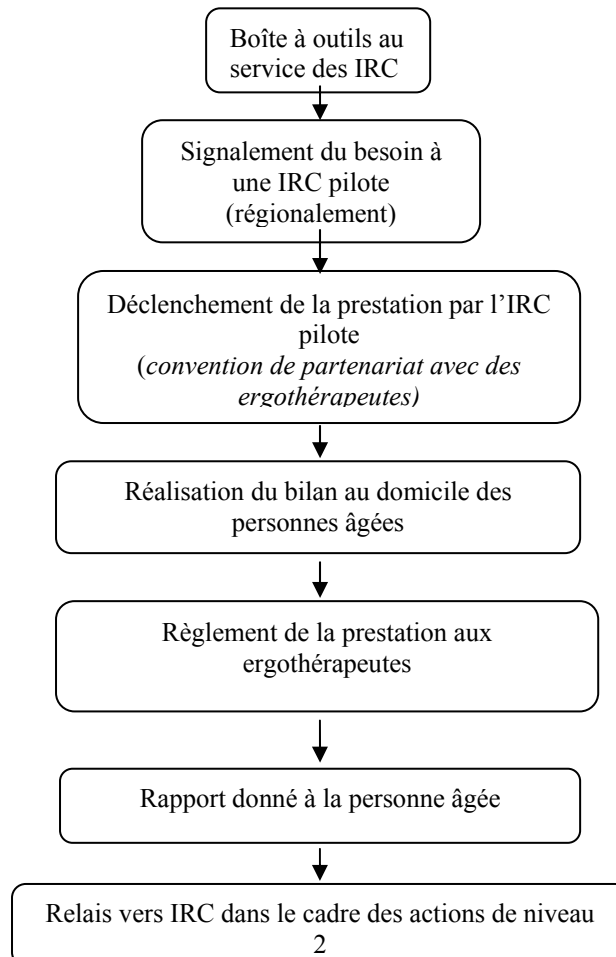 Boîte à outils au
service des IRC
Signalement du besoin à
une IRC pilote
(régionalement)
Déclenchement de la prestation par l’IRC
pilote
(convention de partenariat avec des
ergothérapeutes)
Réalisation du bilan au domicile des
personnes âgées
Règlement de la prestation aux
ergothérapeutes
Rapport donné à la personne âgée
Relais vers IRC dans le cadre des actions de niveau
2